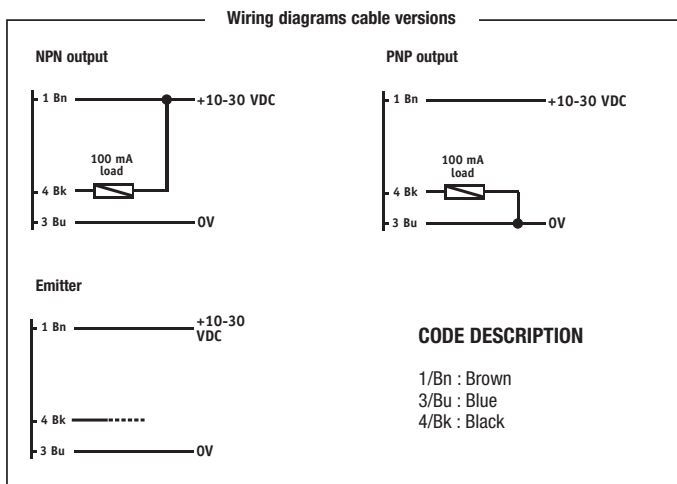 Wiring diagrams cable versions
NPN output
1 Bn
+10-30 VDC
100 mA
load
4 Bk
3 Bu
0V
PNP output
1 Bn
+10-30 VDC
100 mA
load
4 Bk
3 Bu
0V
Emitter
1 Bn
+10-30
VDC
4 Bk
3 Bu
0V
CODE DESCRIPTION
1/Bn : Brown
3/Bu : Blue
4/Bk : Black